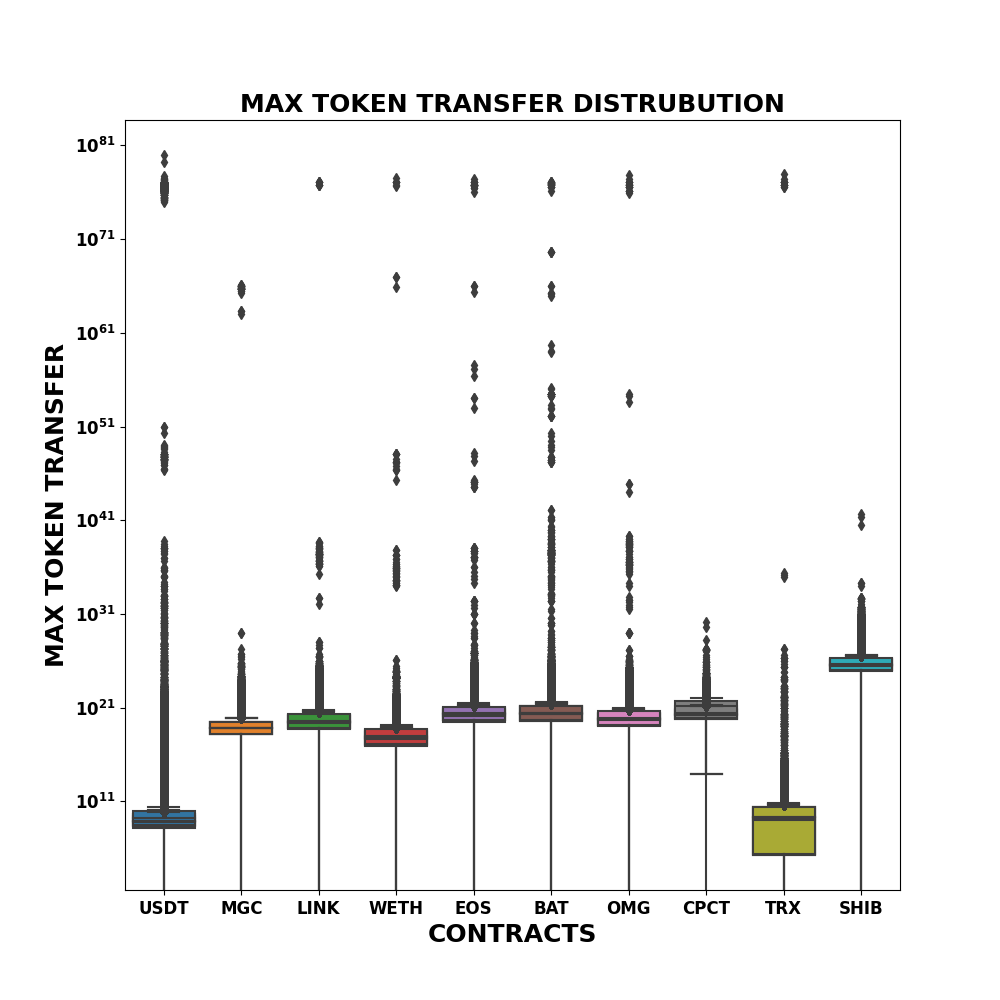 MAX TOKEN TRANSFER DISTRUBUTION
MAX TOKEN TRANSFER
10^81
10^71
10^61
10^51
10^41
10^31
10^21
10^11
USDT MGC LINK WETH EOS BAT OMG CPCT TRX SHIB
CONTRACTS